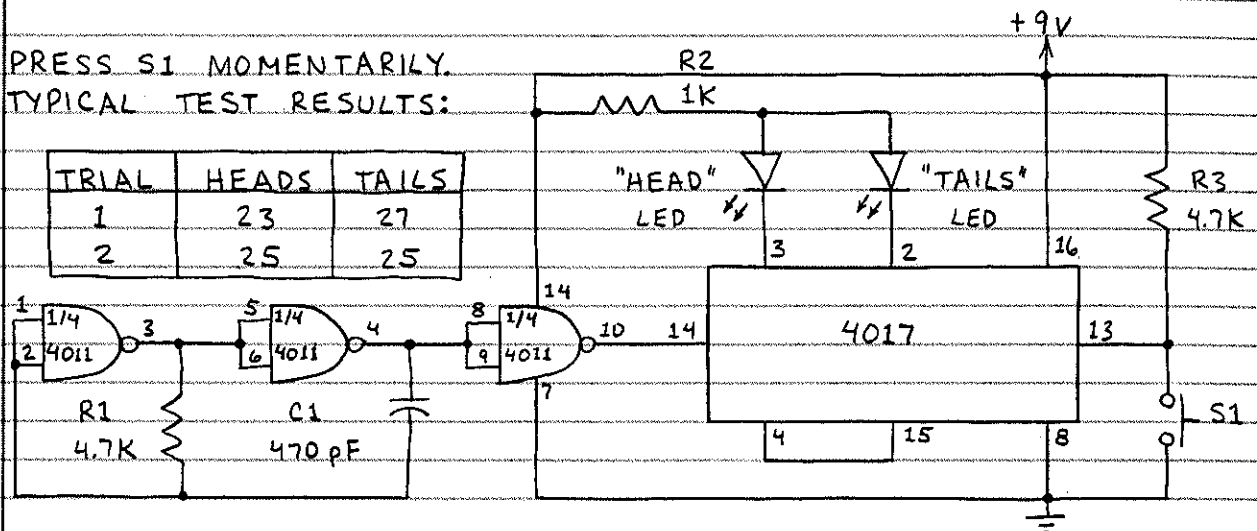 +9V
PRESS S1 MOMENTARILY.
TYPICAL TEST RESULTS:
R2
1K
TRIAL HEADS TAILS
1 23 27
2 25 25
"HEAD"
LED
"TAILS"
LED
R3
4.7K
3
2
16
14
1
2
1/4
4011
3
5
6
1/4
4011
4
8
9
1/4
4011
10
7
14
4017
13
R1
4.7K
C1
470 pF
4
15
8
S1